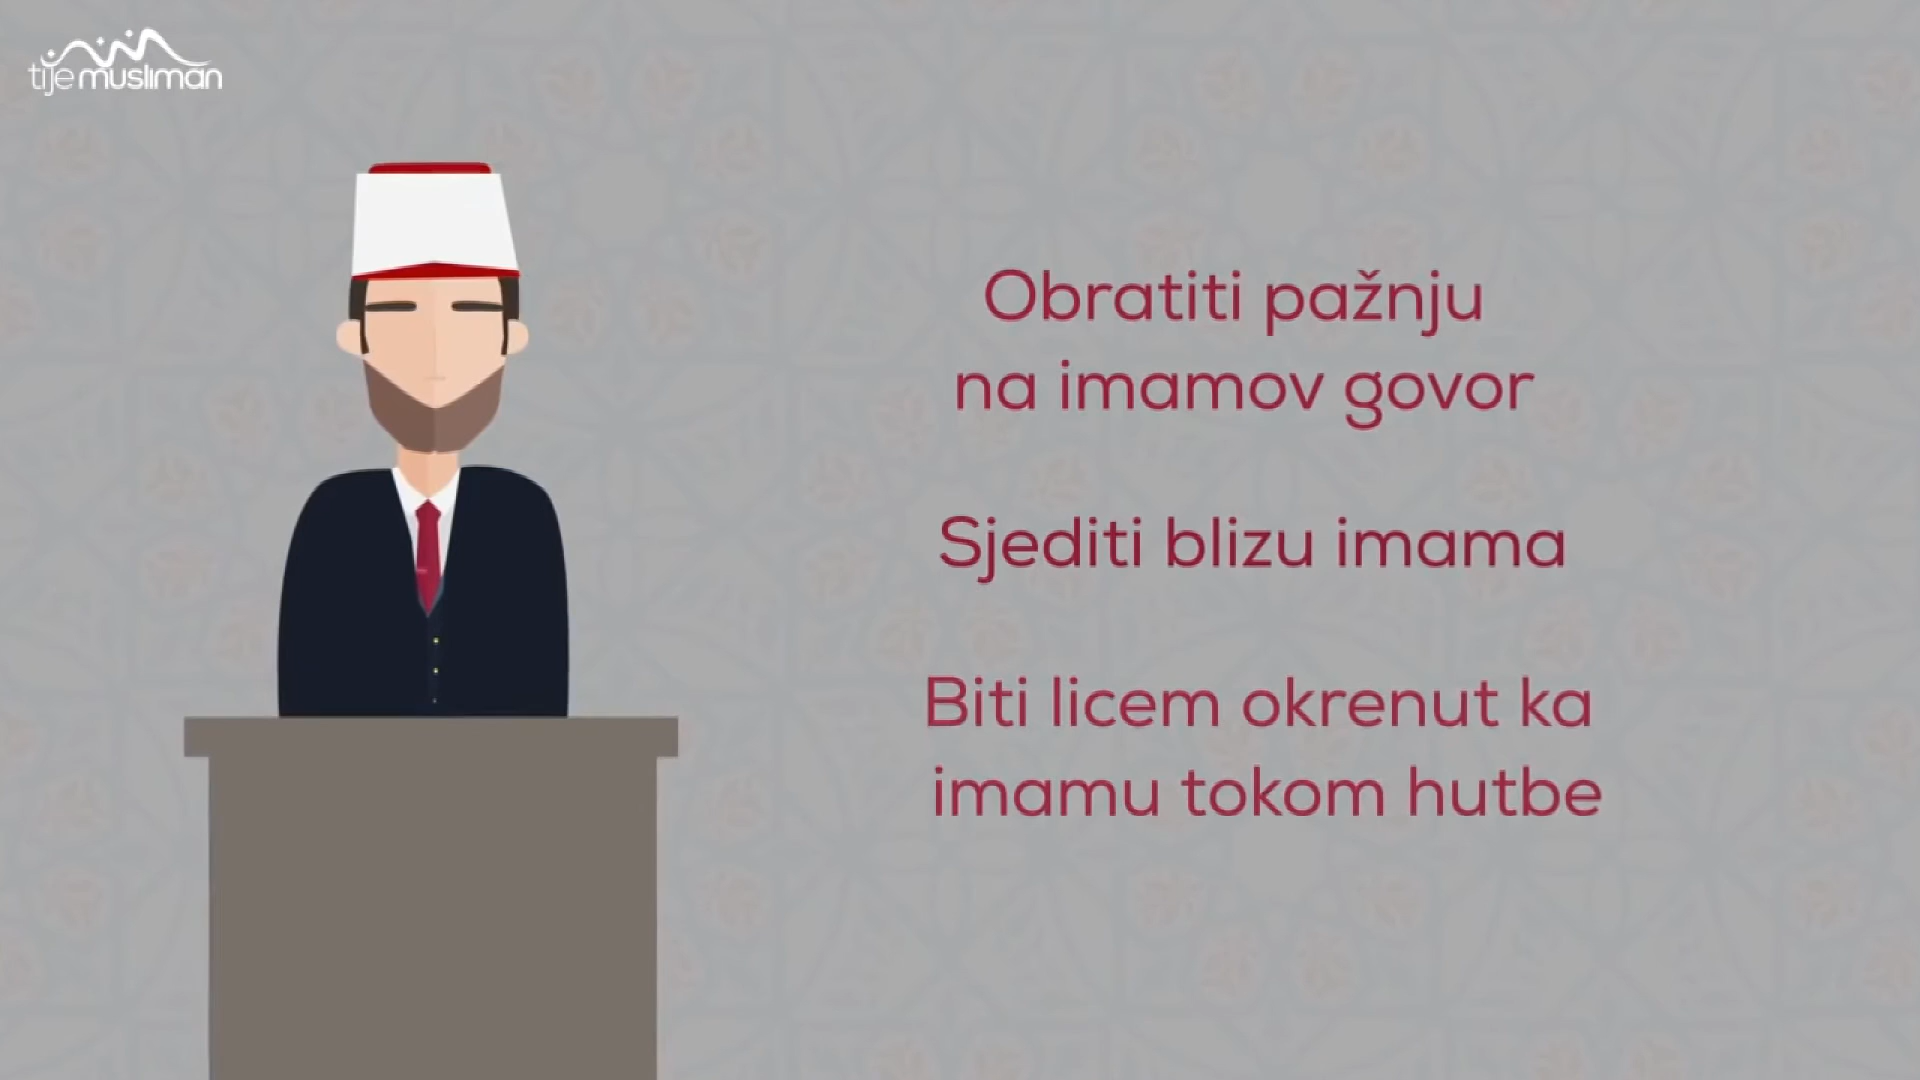 tijemusliman
Obratiti pažnju
na imamov govor
Sjediti blizu imama
Biti licem okrenut ka
imamu tokom hutbe